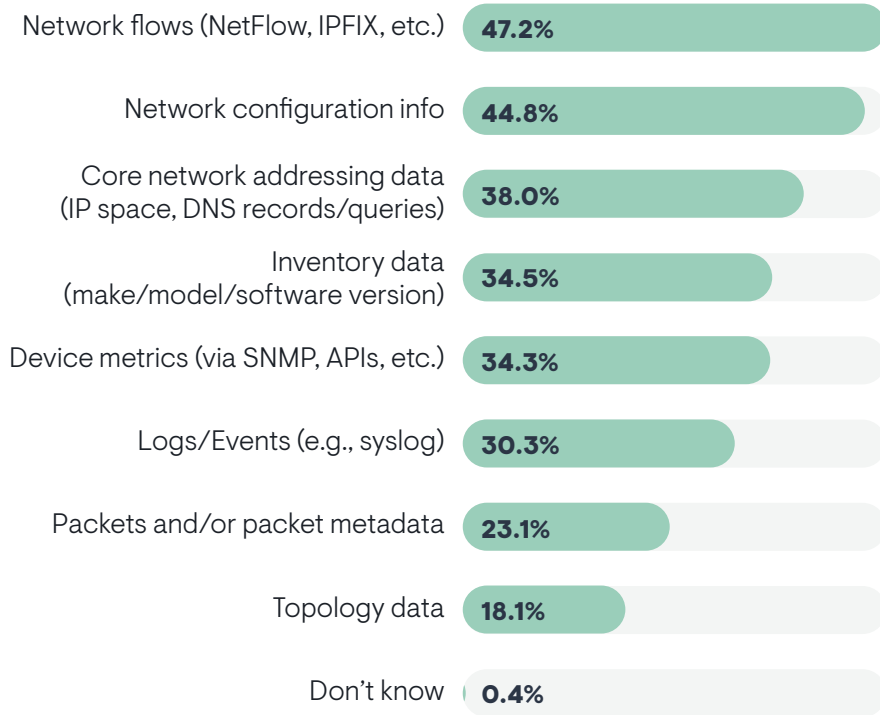 Network flows (NetFlow, IPFIX, etc.) 47.2%
Network configuration info 44.8%
Core network addressing data
(IP space, DNS records/queries) 38.0%
Inventory data
(make/model/software version) 34.5%
Device metrics (via SNMP, APIs, etc.) 34.3%
Logs/Events (e.g., syslog) 30.3%
Packets and/or packet metadata 23.1%
Topology data 18.1%
Don’t know 0.4%